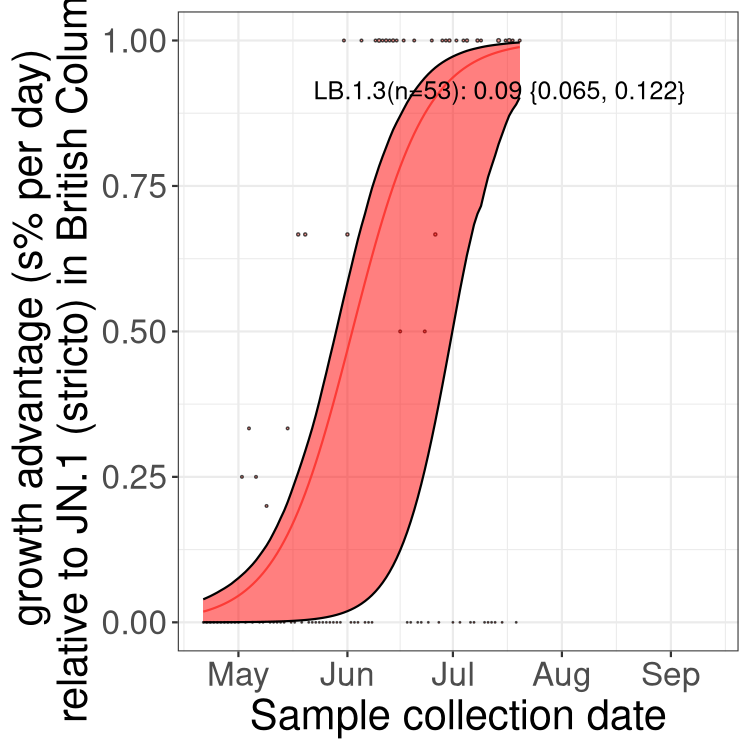 growth advantage (s% per day)
relative to JN.1 (stricto) in British Colum
1.00
0.75
0.50
0.25
0.00
LB.1.3(n=53): 0.09 {0.065, 0.122}
May Jun Jul Aug Sep
Sample collection date